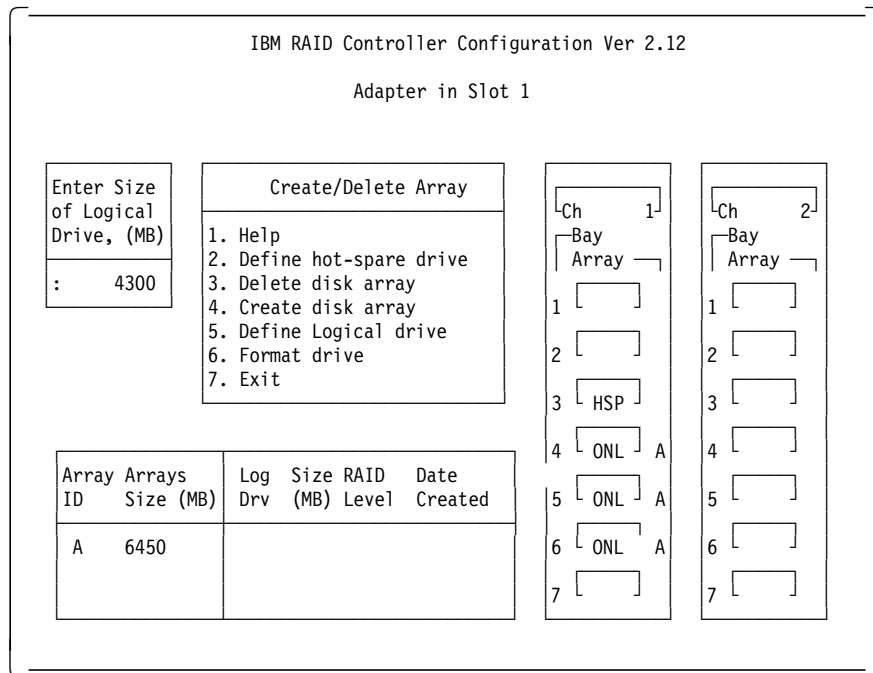 IBM RAID Controller Configuration Ver 2.12
Adapter in Slot 1
Enter Size
of Logical
Drive, (MB)
: 4300
Create/Delete Array
1. Help
2. Define hot-spare drive
3. Delete disk array
4. Create disk array
5. Define Logical drive
6. Format drive
7. Exit
Ch 1
Bay
Array
1
2
3 HSP
4 ONL A
5 ONL A
6 ONL A
7
Ch 2
Bay
Array
1
2
3
4
5
6
7
Array Arrays Log Size RAID Date
ID Size (MB) Drv (MB) Level Created
A 6450